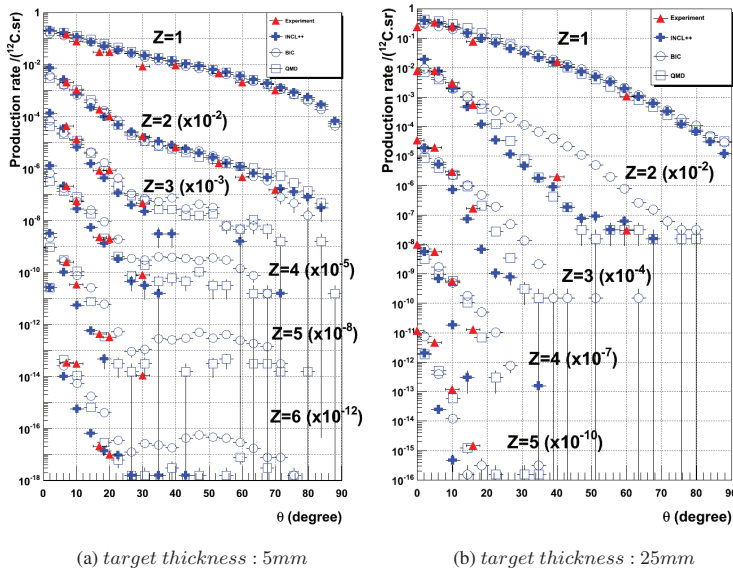 Production rate /(¹²C.sr)
1
10⁻²
10⁻⁴
10⁻⁶
10⁻⁸
10⁻¹⁰
10⁻¹²
10⁻¹⁴
10⁻¹⁶
10⁻¹⁸
0 10 20 30 40 50 60 70 80 90
θ (degree)
Experiment
INCL++
BIC
QMD
Z=1
Z=2 (x10⁻²)
Z=3 (x10⁻³)
Z=4 (x10⁻⁵)
Z=5 (x10⁻⁸)
Z=6 (x10⁻¹²)
(a) target thickness : 5mm
Production rate /(¹²C.sr)
1
10⁻¹
10⁻²
10⁻³
10⁻⁴
10⁻⁵
10⁻⁶
10⁻⁷
10⁻⁸
10⁻⁹
10⁻¹⁰
10⁻¹¹
10⁻¹²
10⁻¹³
10⁻¹⁴
10⁻¹⁵
10⁻¹⁶
0 10 20 30 40 50 60 70 80 90
θ (degree)
Experiment
INCL++
BIC
QMD
Z=1
Z=2 (x10⁻²)
Z=3 (x10⁻⁴)
Z=4 (x10⁻⁷)
Z=5 (x10⁻¹⁰)
(b) target thickness : 25mm